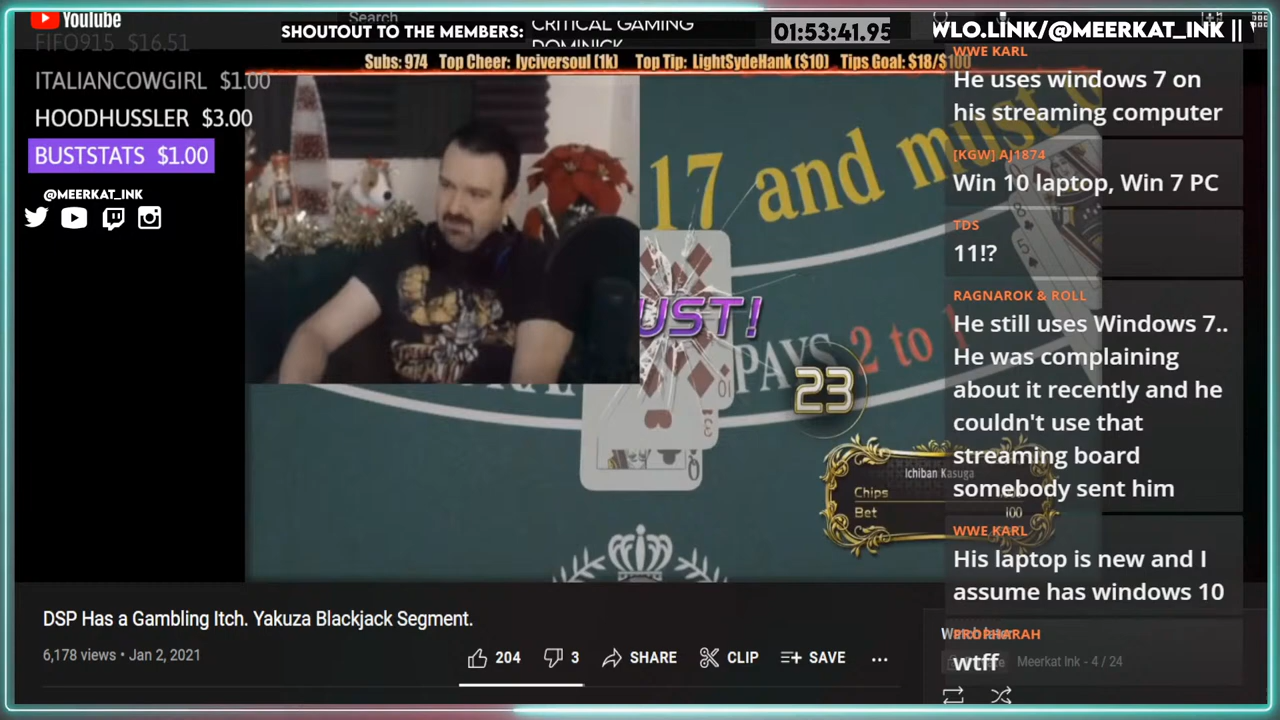 YouTube
Search
SHOUTOUT TO THE MEMBERS:
CRITICAL GAMING
DOMINICK
01:53:41.95
WLO.LINK/@MEERKAT_INK ||
FIFO915 $16.51
ITALIANCOWGIRL $1.00
HOODHUSSLER $3.00
BUSTSTATS $1.00
@MEERKAT_INK
Subs: 974 Top Cheer: lyciversoul (1k) Top Tip: LightSydeHank ($10) Tips Goal: $18/$100
17 and must
PAYS 2 to 1
UST!
10
3
Q
5
23
Ichiban Kasuga
Chips
Bet 100
WWE KARL
He uses windows 7 on
his streaming computer
[KGW] AJ1874
Win 10 laptop, Win 7 PC
TDS
11!?
RAGNAROK & ROLL
He still uses Windows 7..
He was complaining
about it recently and he
couldn't use that
streaming board
somebody sent him
WWE KARL
His laptop is new and I
assume has windows 10
wtff
Meerkat Ink - 4 / 24
DSP Has a Gambling Itch. Yakuza Blackjack Segment.
6,178 views • Jan 2, 2021
204
3
SHARE
CLIP
SAVE